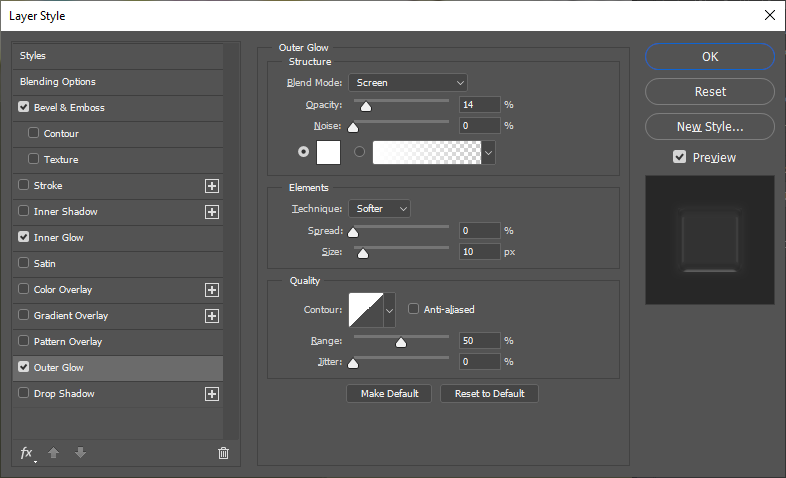 Layer Style
Styles
Blending Options
Bevel & Emboss
Contour
Texture
Stroke
Inner Shadow
Inner Glow
Satin
Color Overlay
Gradient Overlay
Pattern Overlay
Outer Glow
Drop Shadow
fx
Outer Glow
Structure
Blend Mode: Screen
Opacity: 14 %
Noise: 0 %
Elements
Technique: Softer
Spread: 0 %
Size: 10 px
Quality
Contour: Anti-aliased
Range: 50 %
Jitter: 0 %
Make Default Reset to Default
OK
Reset
New Style...
Preview